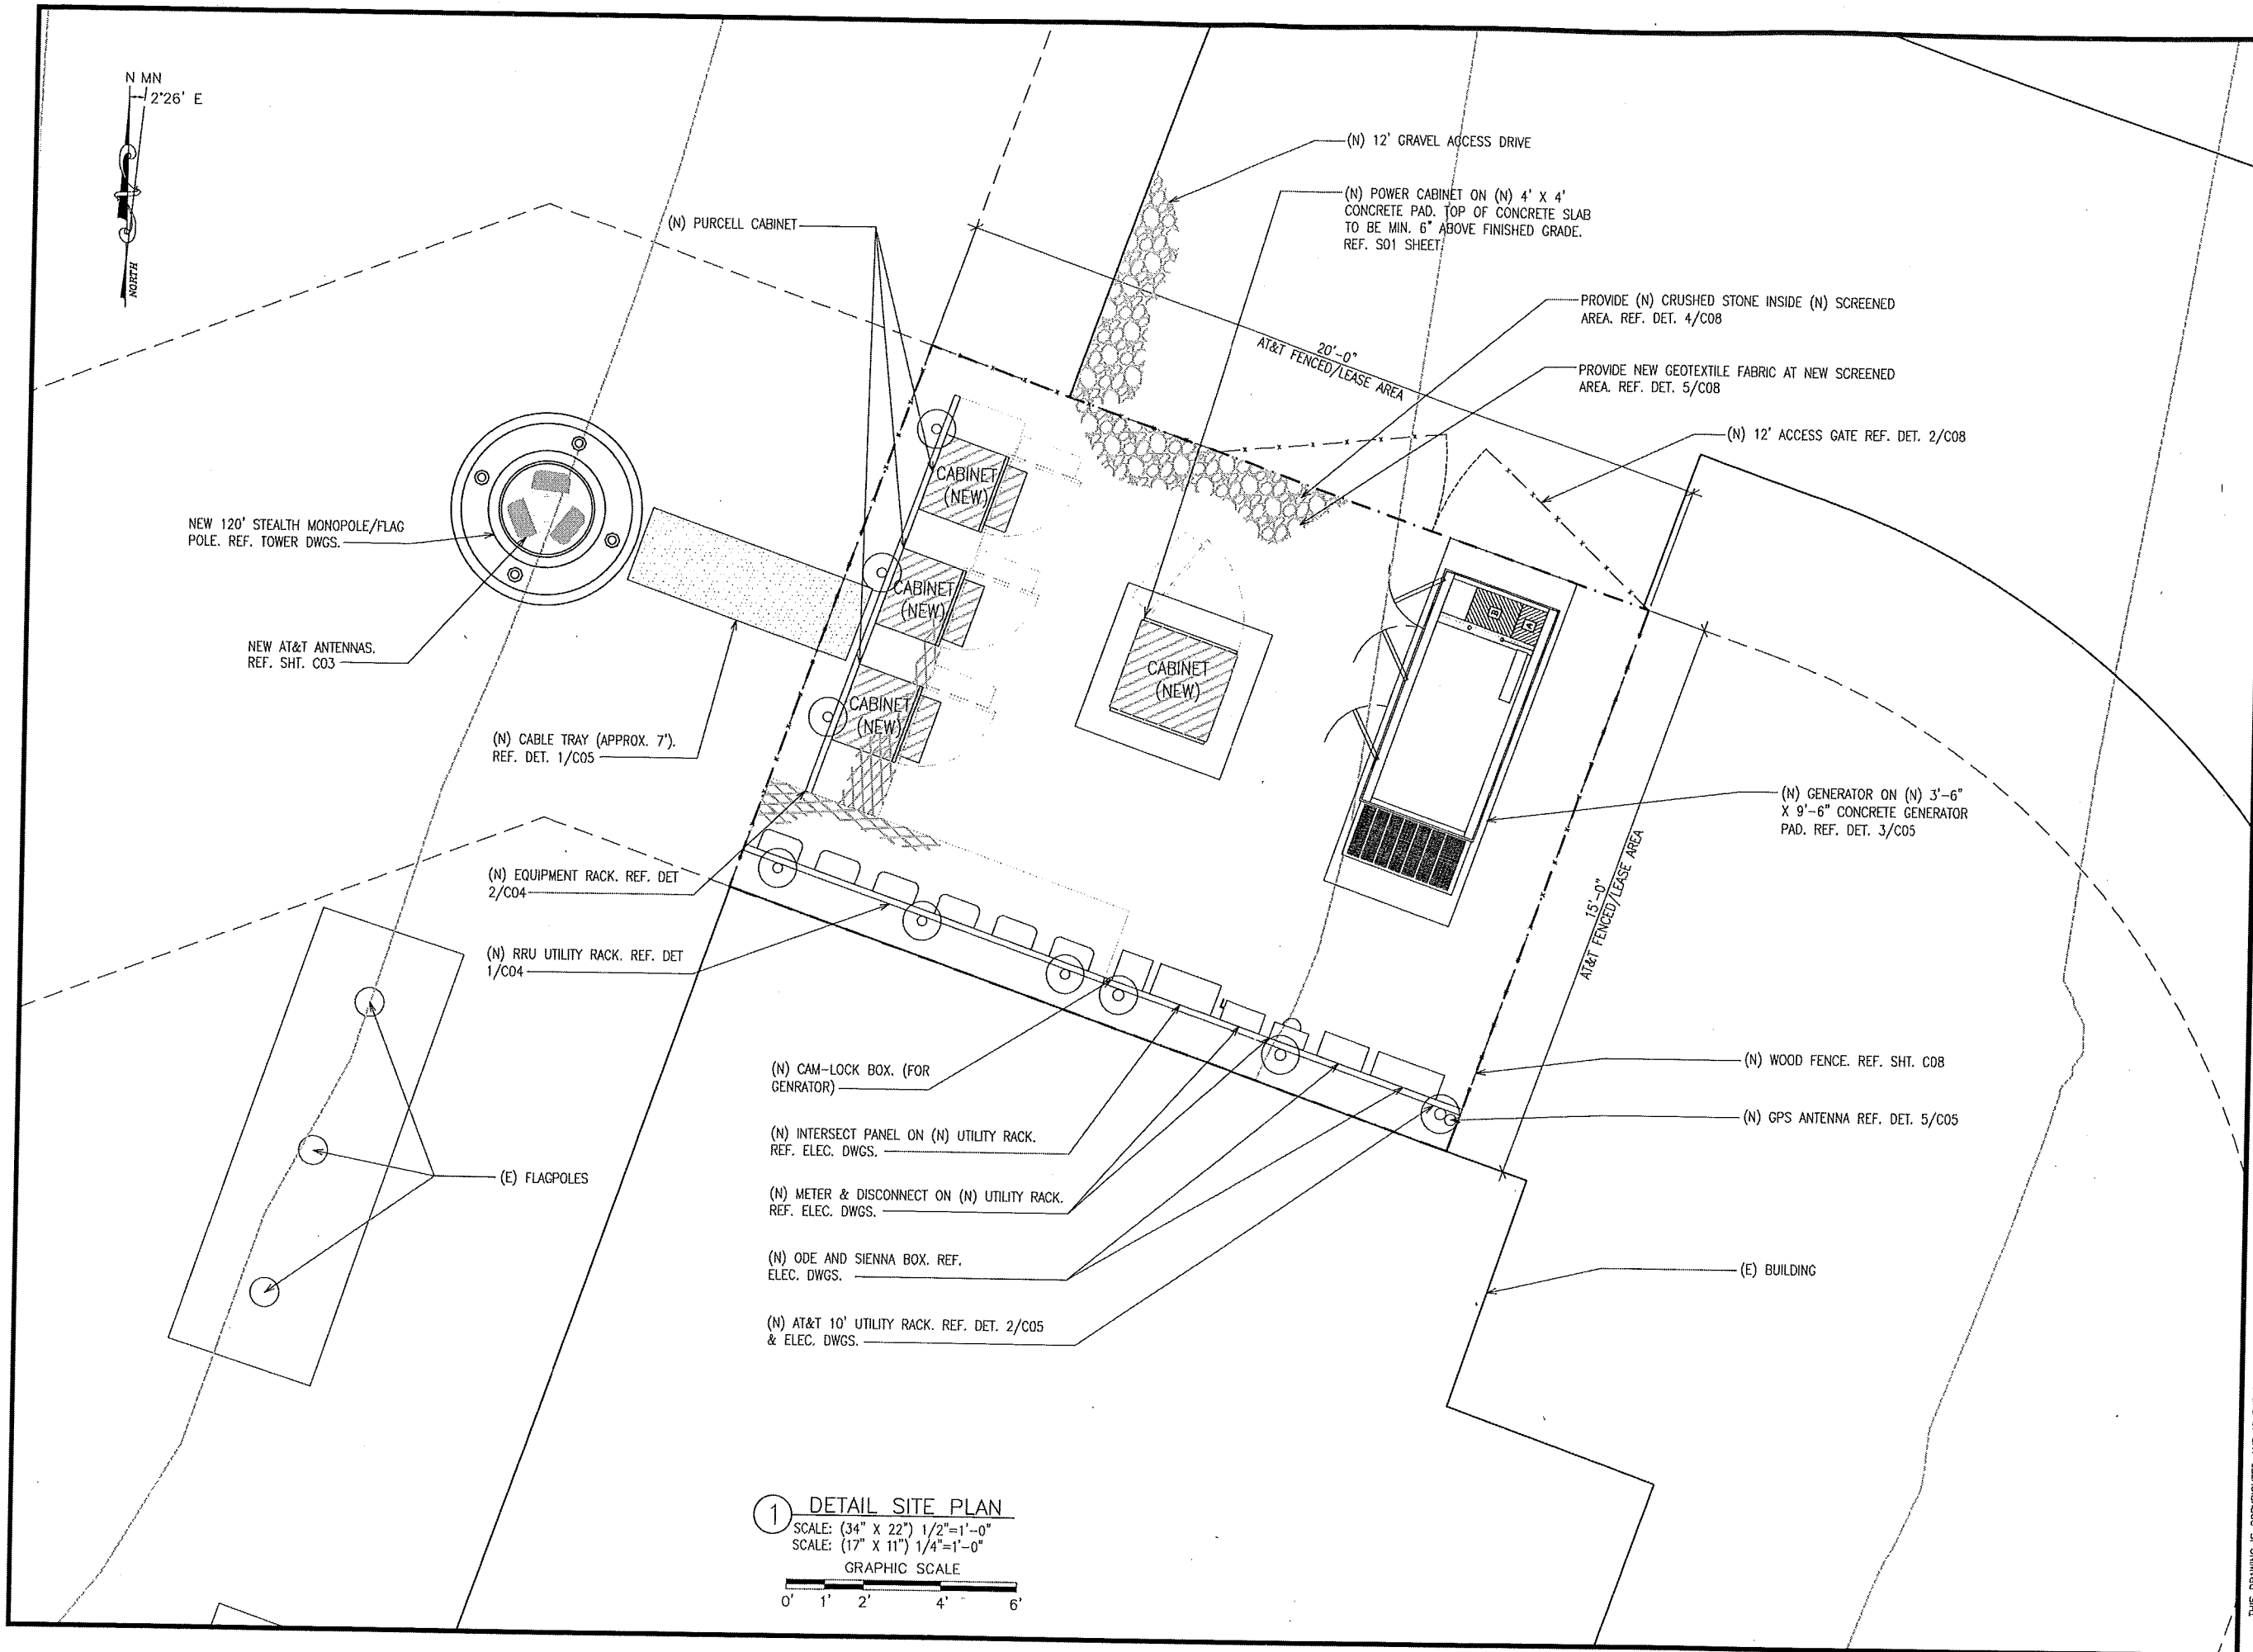 N MN
2°26' E
NORTH
(N) PURCELL CABINET
(N) 12' GRAVEL ACCESS DRIVE
(N) POWER CABINET ON (N) 4' X 4'
CONCRETE PAD. TOP OF CONCRETE SLAB
TO BE MIN. 6" ABOVE FINISHED GRADE.
REF. S01 SHEET.
PROVIDE (N) CRUSHED STONE INSIDE (N) SCREENED
AREA. REF. DET. 4/C08
20'-0"
AT&T FENCED/LEASE AREA
PROVIDE NEW GEOTEXTILE FABRIC AT NEW SCREENED
AREA. REF. DET. 5/C08
(N) 12' ACCESS GATE REF. DET. 2/C08
CABINET
(NEW)
CABINET
(NEW)
CABINET
(NEW)
CABINET
(NEW)
B
A
NEW 120' STEALTH MONOPOLE/FLAG
POLE. REF. TOWER DWGS.
NEW AT&T ANTENNAS.
REF. SHT. C03
(N) CABLE TRAY (APPROX. 7').
REF. DET. 1/C05
(N) GENERATOR ON (N) 3'-6"
X 9'-6" CONCRETE GENERATOR
PAD. REF. DET. 3/C05
15'-0"
AT&T FENCED/LEASE AREA
(N) EQUIPMENT RACK. REF. DET
2/C04
(N) RRU UTILITY RACK. REF. DET
1/C04
(N) CAM-LOCK BOX. (FOR
GENRATOR)
(N) WOOD FENCE. REF. SHT. C08
(N) GPS ANTENNA REF. DET. 5/C05
(N) INTERSECT PANEL ON (N) UTILITY RACK.
REF. ELEC. DWGS.
(E) FLAGPOLES
(N) METER & DISCONNECT ON (N) UTILITY RACK.
REF. ELEC. DWGS.
(N) ODE AND SIENNA BOX. REF.
ELEC. DWGS.
(E) BUILDING
(N) AT&T 10' UTILITY RACK. REF. DET. 2/C05
& ELEC. DWGS.
1
DETAIL SITE PLAN
SCALE: (34" X 22") 1/2"=1'-0"
SCALE: (17" X 11") 1/4"=1'-0"
GRAPHIC SCALE
0' 1' 2' 4' 6'
THIS DRAWING IS COPYRIGHTED